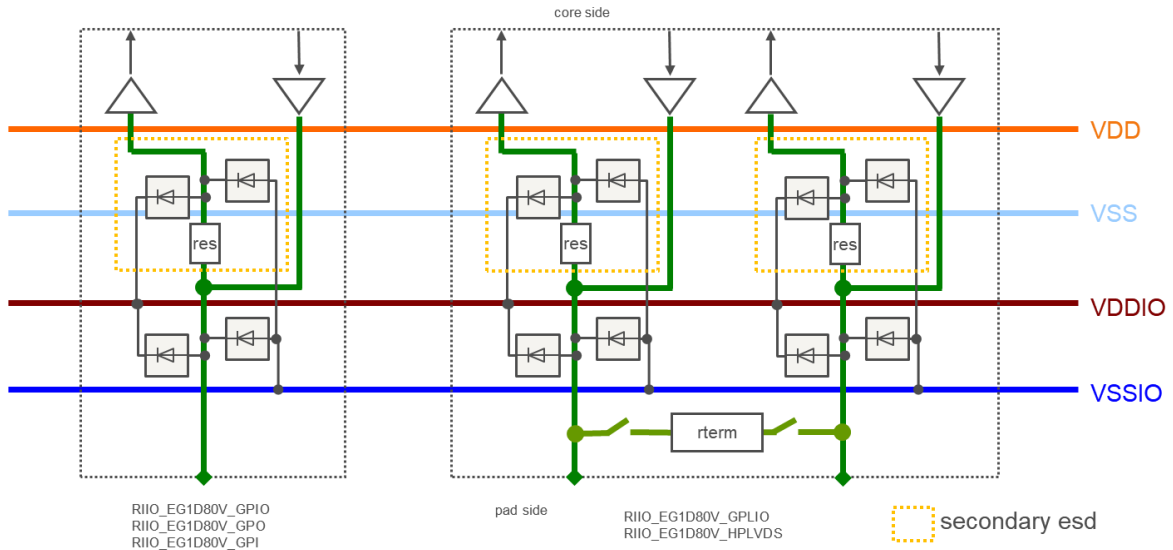 core side
VDD
VSS
res
res
res
VDDIO
VSSIO
rterm
RIIO_EG1D80V_GPIO
RIIO_EG1D80V_GPO
RIIO_EG1D80V_GPI
pad side
RIIO_EG1D80V_GPLIO
RIIO_EG1D80V_HPLVDS
secondary esd